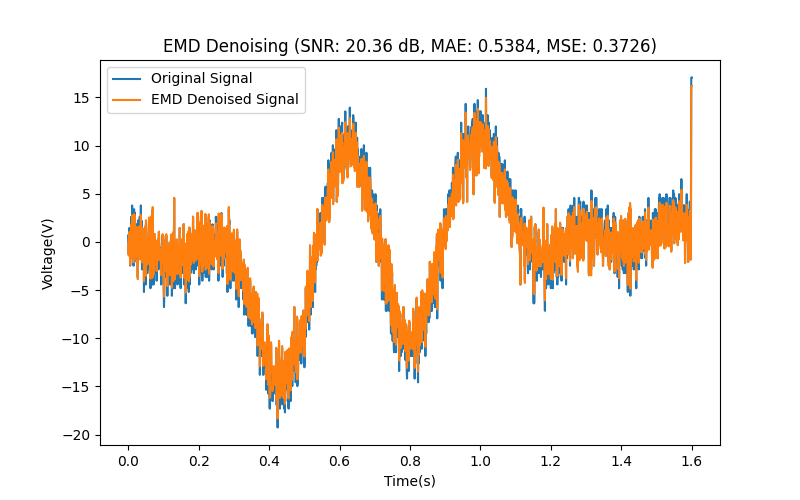 EMD Denoising (SNR: 20.36 dB, MAE: 0.5384, MSE: 0.3726)
Original Signal
EMD Denoised Signal
15
10
5
0
−5
−10
−15
−20
Voltage(V)
0.0 0.2 0.4 0.6 0.8 1.0 1.2 1.4 1.6
Time(s)